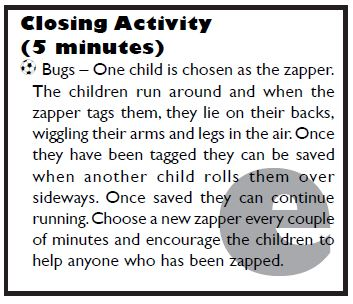 Closing Activity
(5 minutes)
Bugs – One child is chosen as the zapper.
The children run around and when the
zapper tags them, they lie on their backs,
wiggling their arms and legs in the air. Once
they have been tagged they can be saved
when another child rolls them over
sideways. Once saved they can continue
running. Choose a new zapper every couple
of minutes and encourage the children to
help anyone who has been zapped.
e